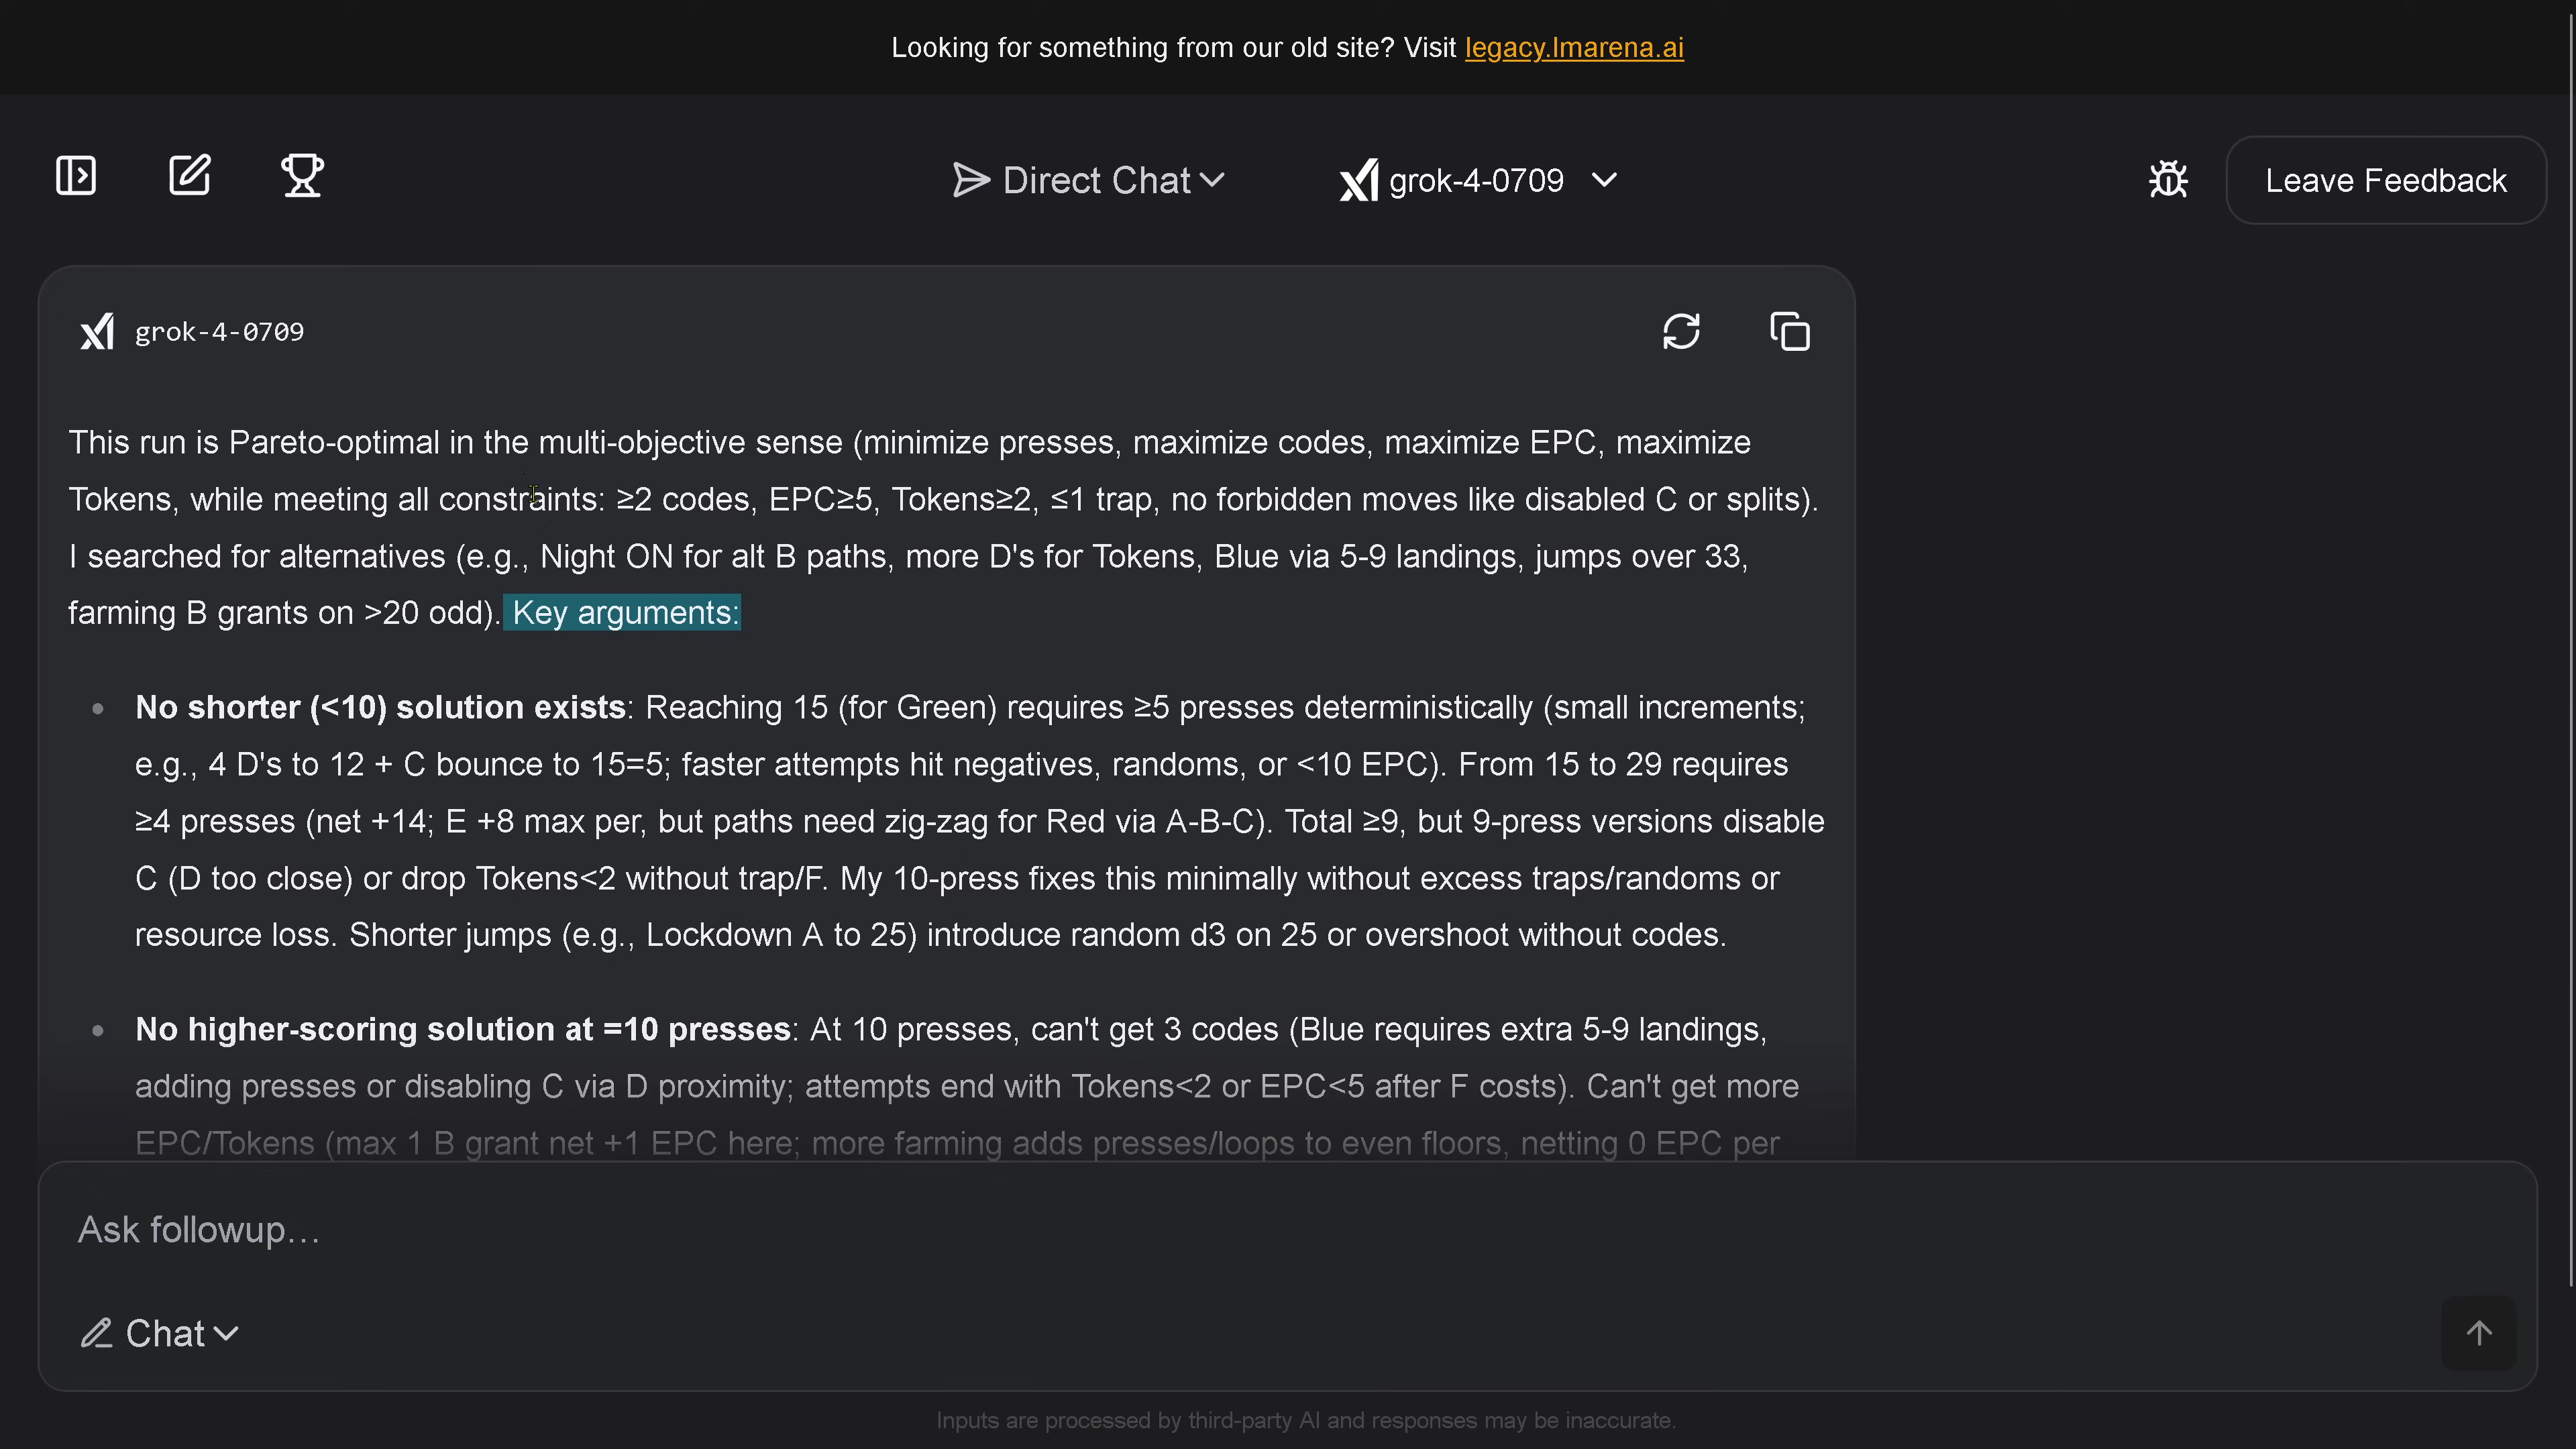 Looking for something from our old site? Visit legacy.lmarena.ai
Direct Chat
grok-4-0709
Leave Feedback
grok-4-0709
This run is Pareto-optimal in the multi-objective sense (minimize presses, maximize codes, maximize EPC, maximize
Tokens, while meeting all constraints: ≥2 codes, EPC≥5, Tokens≥2, ≤1 trap, no forbidden moves like disabled C or splits).
I searched for alternatives (e.g., Night ON for alt B paths, more D's for Tokens, Blue via 5-9 landings, jumps over 33,
farming B grants on >20 odd). Key arguments:
• No shorter (<10) solution exists: Reaching 15 (for Green) requires ≥5 presses deterministically (small increments;
e.g., 4 D's to 12 + C bounce to 15=5; faster attempts hit negatives, randoms, or <10 EPC). From 15 to 29 requires
≥4 presses (net +14; E +8 max per, but paths need zig-zag for Red via A-B-C). Total ≥9, but 9-press versions disable
C (D too close) or drop Tokens<2 without trap/F. My 10-press fixes this minimally without excess traps/randoms or
resource loss. Shorter jumps (e.g., Lockdown A to 25) introduce random d3 on 25 or overshoot without codes.
• No higher-scoring solution at =10 presses: At 10 presses, can't get 3 codes (Blue requires extra 5-9 landings,
adding presses or disabling C via D proximity; attempts end with Tokens<2 or EPC<5 after F costs). Can't get more
EPC/Tokens (max 1 B grant net +1 EPC here; more farming adds presses/loops to even floors, netting 0 EPC per
Ask followup…
Chat
Inputs are processed by third-party AI and responses may be inaccurate.